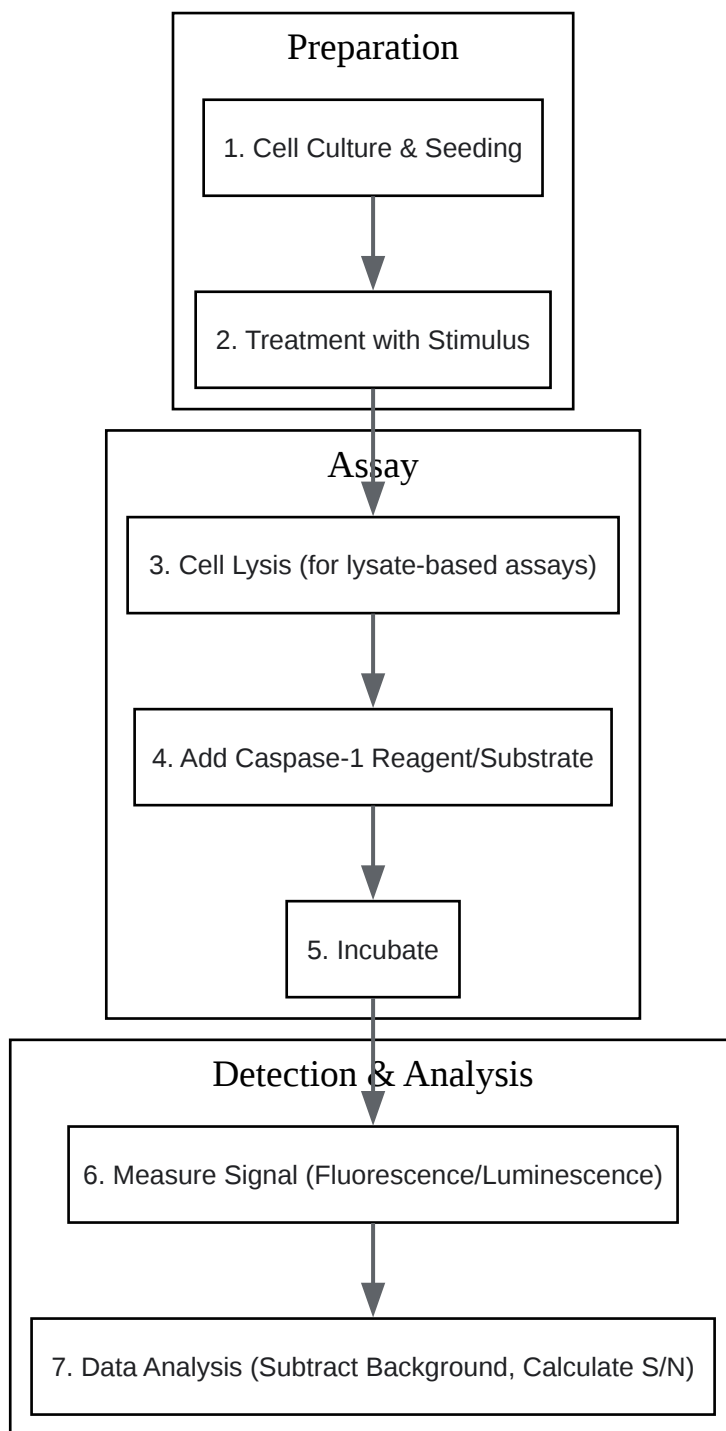 Preparation
1. Cell Culture & Seeding
2. Treatment with Stimulus
Assay
3. Cell Lysis (for lysate-based assays)
4. Add Caspase-1 Reagent/Substrate
5. Incubate
Detection & Analysis
6. Measure Signal (Fluorescence/Luminescence)
7. Data Analysis (Subtract Background, Calculate S/N)